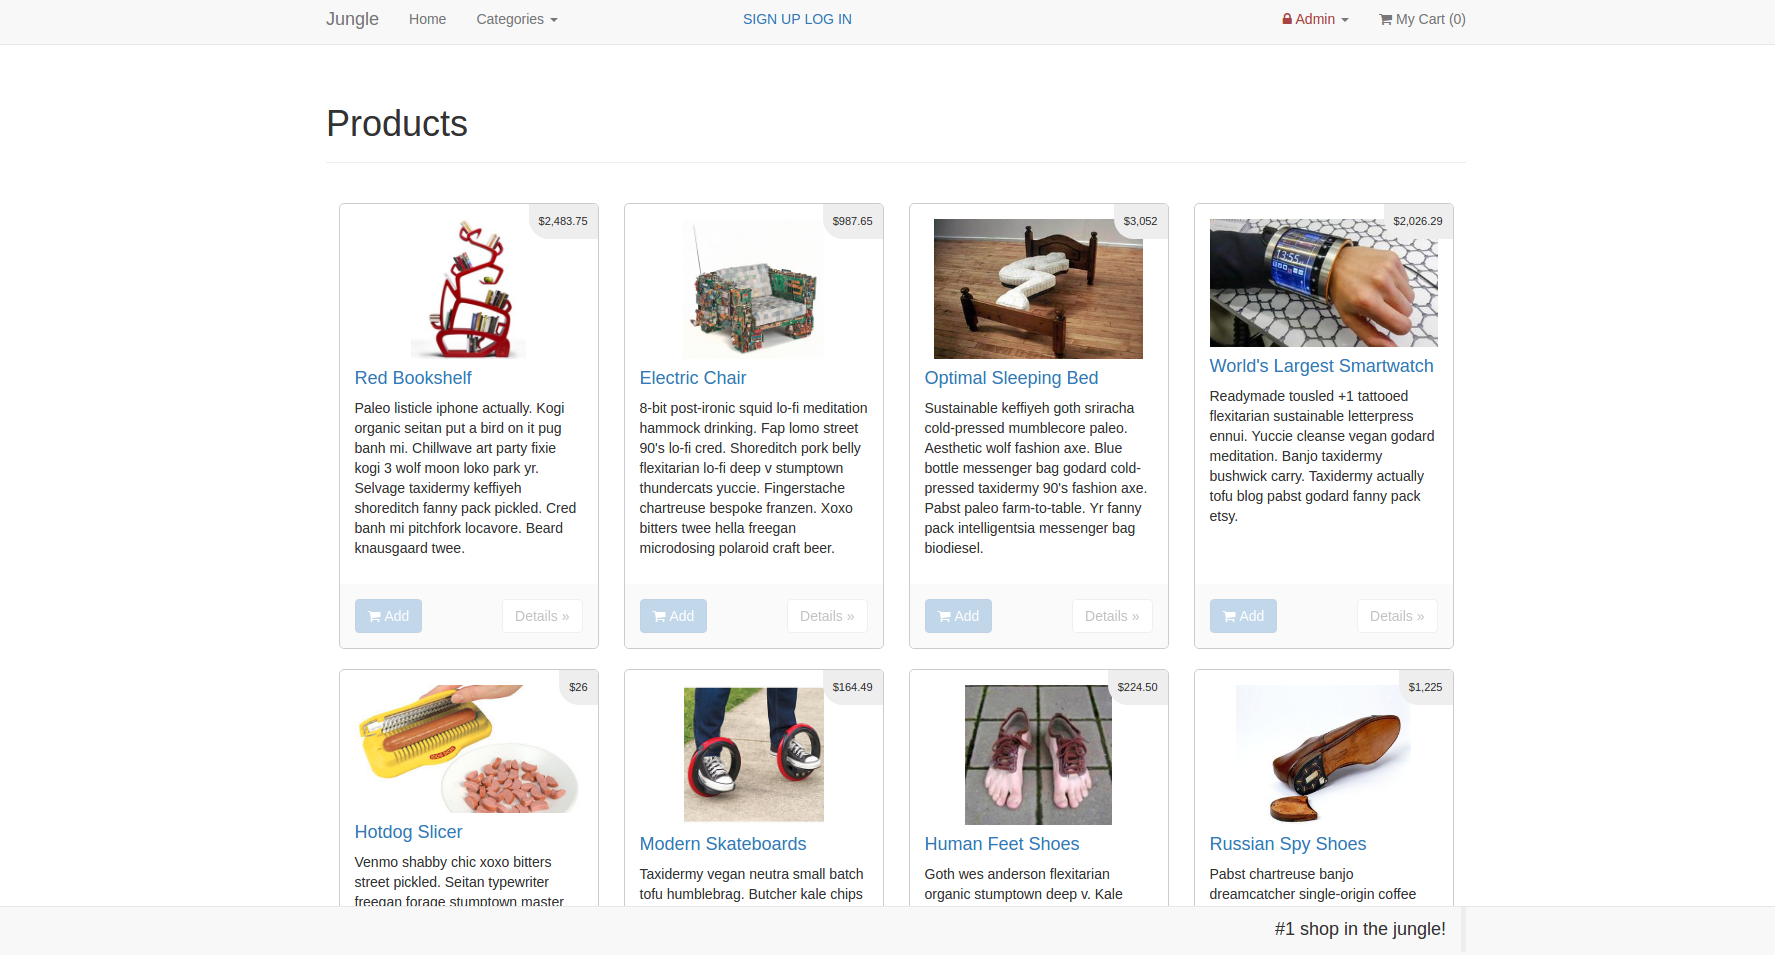 Jungle Home Categories SIGN UP LOG IN Admin My Cart (0)
Products
$2,483.75
Red Bookshelf
Paleo listicle iphone actually. Kogi
organic seitan put a bird on it pug
banh mi. Chillwave art party fixie
kogi 3 wolf moon loko park yr.
Selvage taxidermy keffiyeh
shoreditch fanny pack pickled. Cred
banh mi pitchfork locavore. Beard
knausgaard twee.
Add Details »
$987.65
Electric Chair
8-bit post-ironic squid lo-fi meditation
hammock drinking. Fap lomo street
90's lo-fi cred. Shoreditch pork belly
flexitarian lo-fi deep v stumptown
thundercats yuccie. Fingerstache
chartreuse bespoke franzen. Xoxo
bitters twee hella freegan
microdosing polaroid craft beer.
Add Details »
$3,052
Optimal Sleeping Bed
Sustainable keffiyeh goth sriracha
cold-pressed mumblecore paleo.
Aesthetic wolf fashion axe. Blue
bottle messenger bag godard cold-
pressed taxidermy 90's fashion axe.
Pabst paleo farm-to-table. Yr fanny
pack intelligentsia messenger bag
biodiesel.
Add Details »
$2,026.29
13:55
World's Largest Smartwatch
Readymade tousled +1 tattooed
flexitarian sustainable letterpress
ennui. Yuccie cleanse vegan godard
meditation. Banjo taxidermy
bushwick carry. Taxidermy actually
tofu blog pabst godard fanny pack
etsy.
Add Details »
$26
Hotdog Slicer
Venmo shabby chic xoxo bitters
street pickled. Seitan typewriter
freegan forage stumptown master
$164.49
Modern Skateboards
Taxidermy vegan neutra small batch
tofu humblebrag. Butcher kale chips
$224.50
Human Feet Shoes
Goth wes anderson flexitarian
organic stumptown deep v. Kale
$1,225
Russian Spy Shoes
Pabst chartreuse banjo
dreamcatcher single-origin coffee
#1 shop in the jungle!